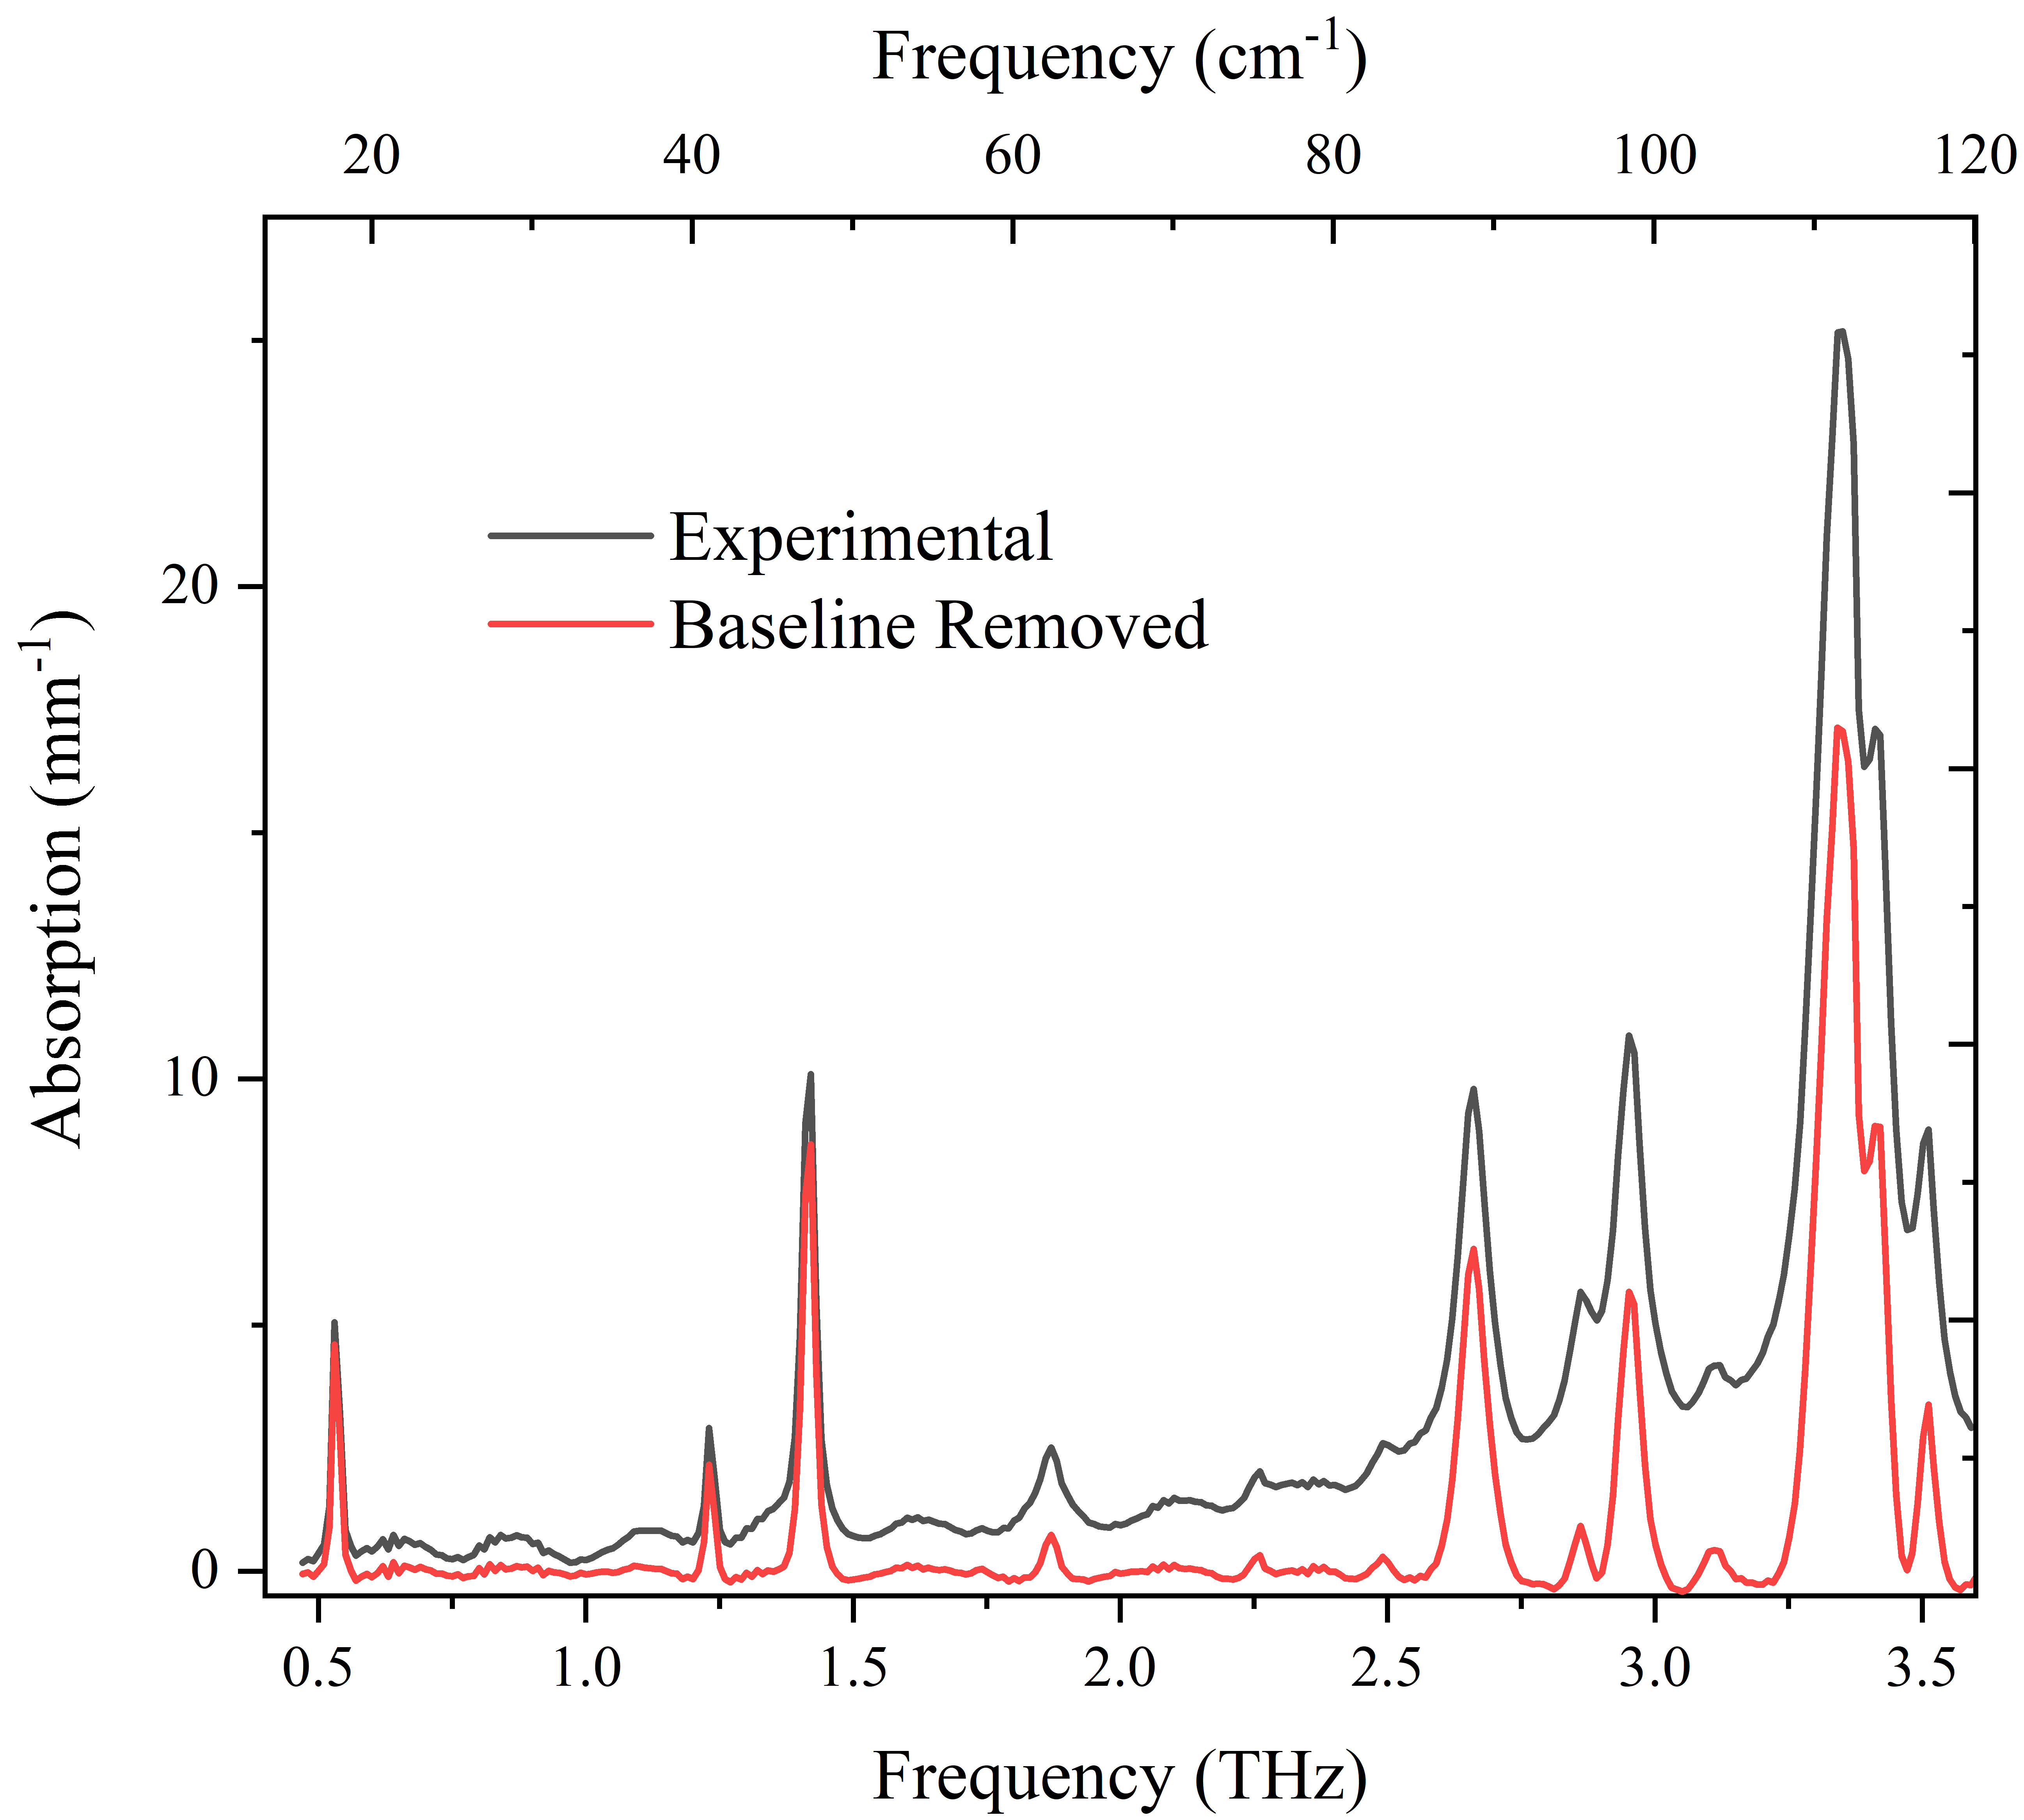 Frequency (cm-1)
20 40 60 80 100 120
Experimental
Baseline Removed
Absorption (mm-1)
20
10
0
0.5 1.0 1.5 2.0 2.5 3.0 3.5
Frequency (THz)